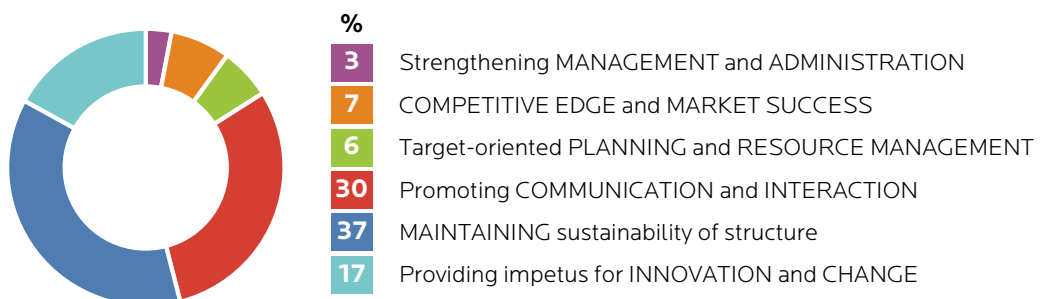 %
3 Strengthening MANAGEMENT and ADMINISTRATION
7 COMPETITIVE EDGE and MARKET SUCCESS
6 Target-oriented PLANNING and RESOURCE MANAGEMENT
30 Promoting COMMUNICATION and INTERACTION
37 MAINTAINING sustainability of structure
17 Providing impetus for INNOVATION and CHANGE